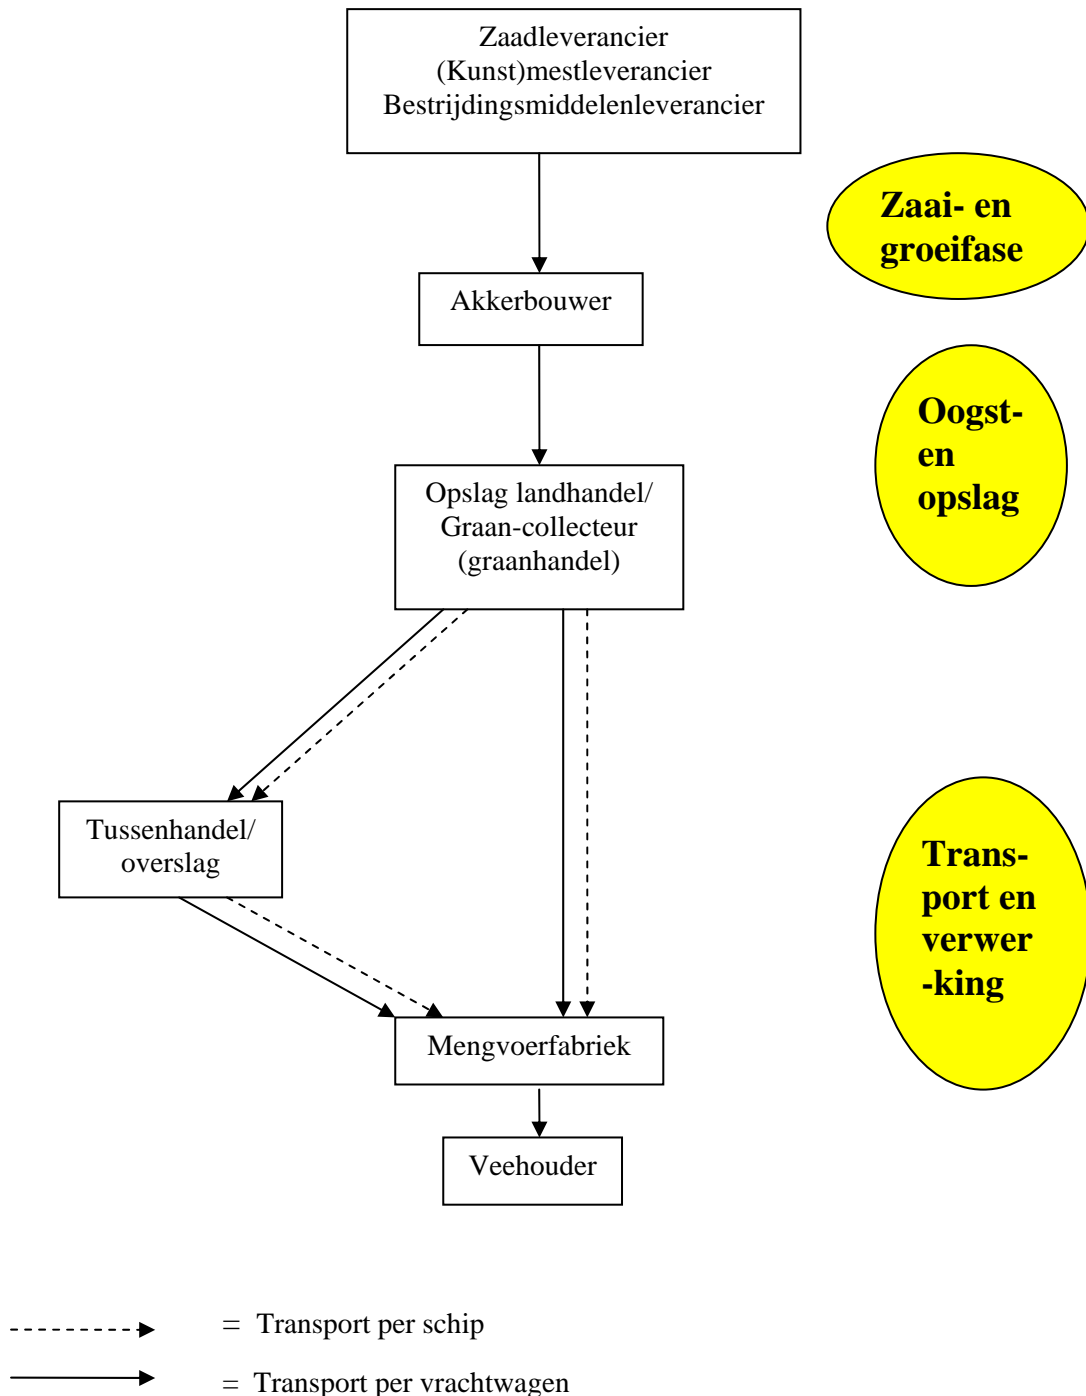 Zaadleverancier
(Kunst)mestleverancier
Bestrijdingsmiddelenleverancier
Zaai- en
groeifase
Akkerbouwer
Oogst-
en
opslag
Opslag landhandel/
Graan-collecteur
(graanhandel)
Tussenhandel/
overslag
Trans-
port en
verwer
-king
Mengvoerfabriek
Veehouder
= Transport per schip
= Transport per vrachtwagen